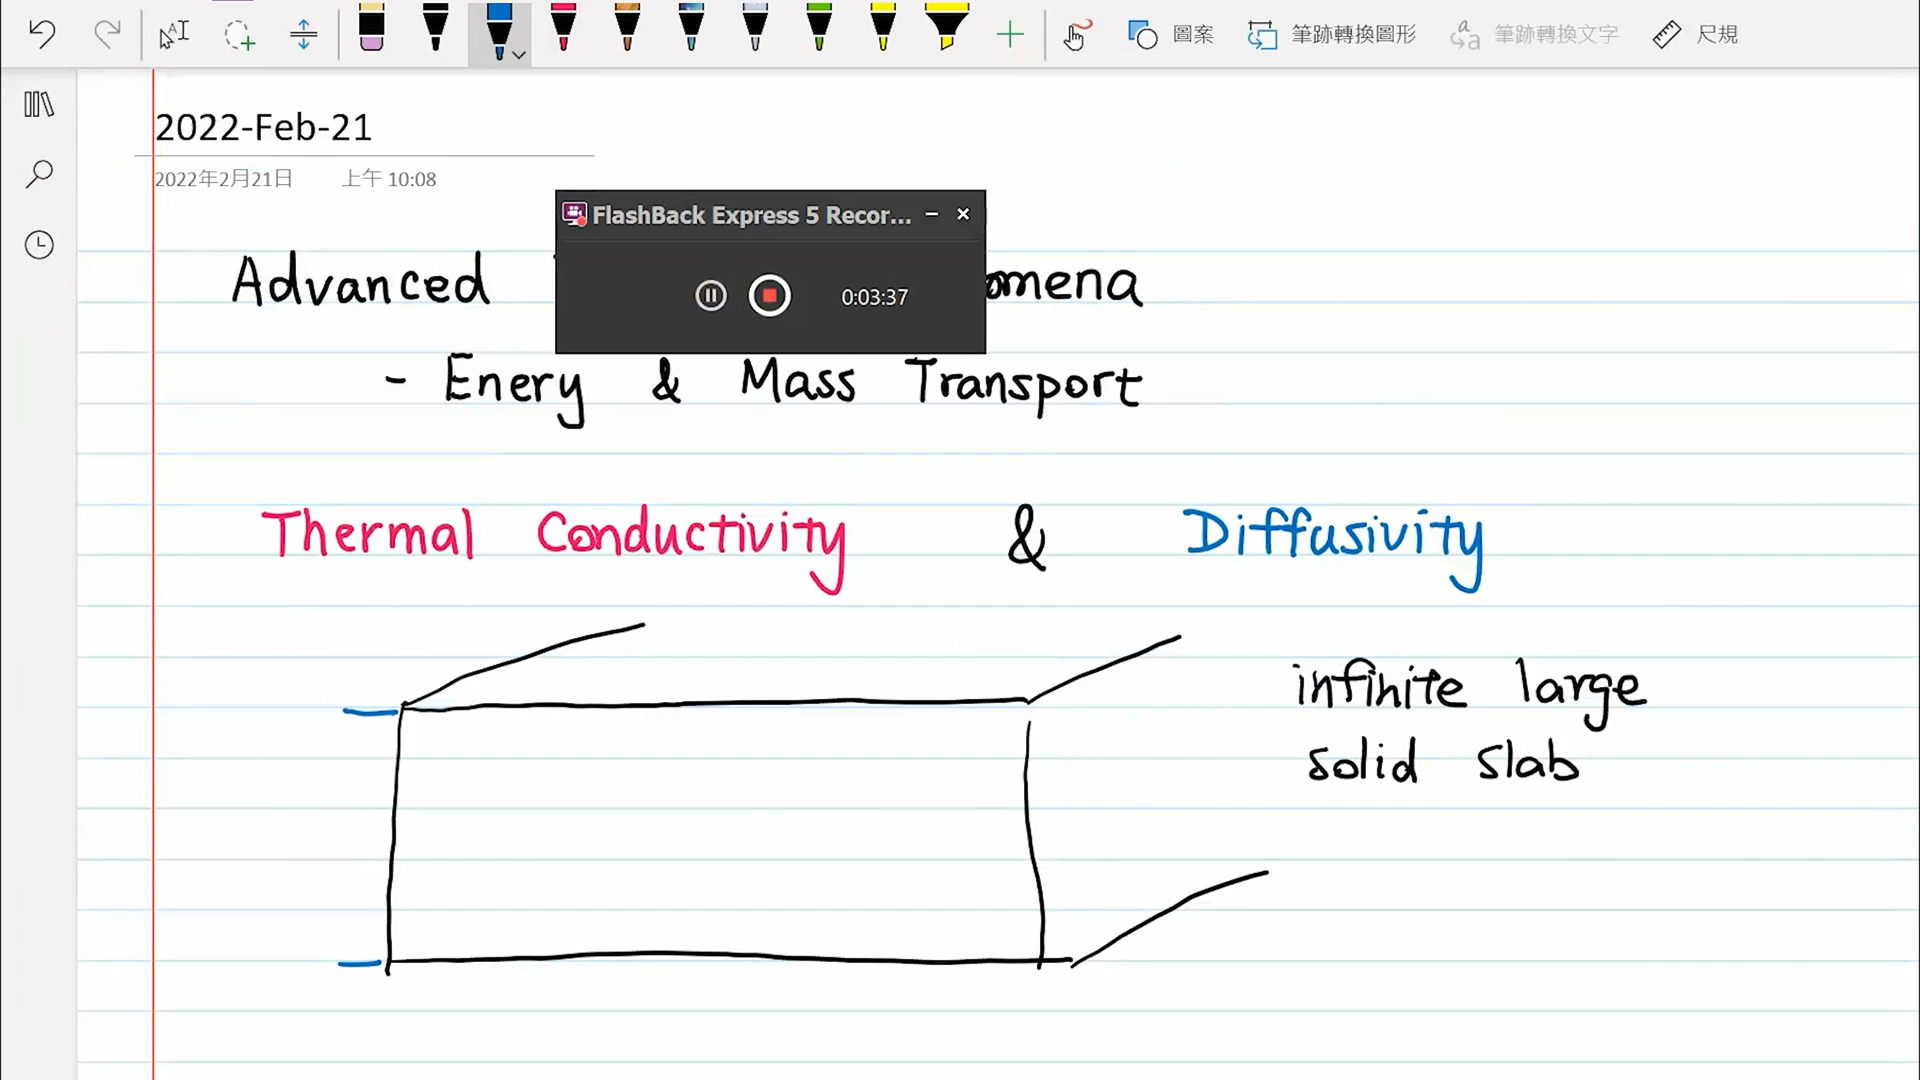 圖案 筆跡轉換圖形 筆跡轉換文字 尺規
2022-Feb-21
2022年2月21日 上午 10:08
FlashBack Express 5 Recor...
0:03:37
Advanced omena
- Enery & Mass Transport
Thermal Conductivity & Diffusivity
infinite large
solid slab